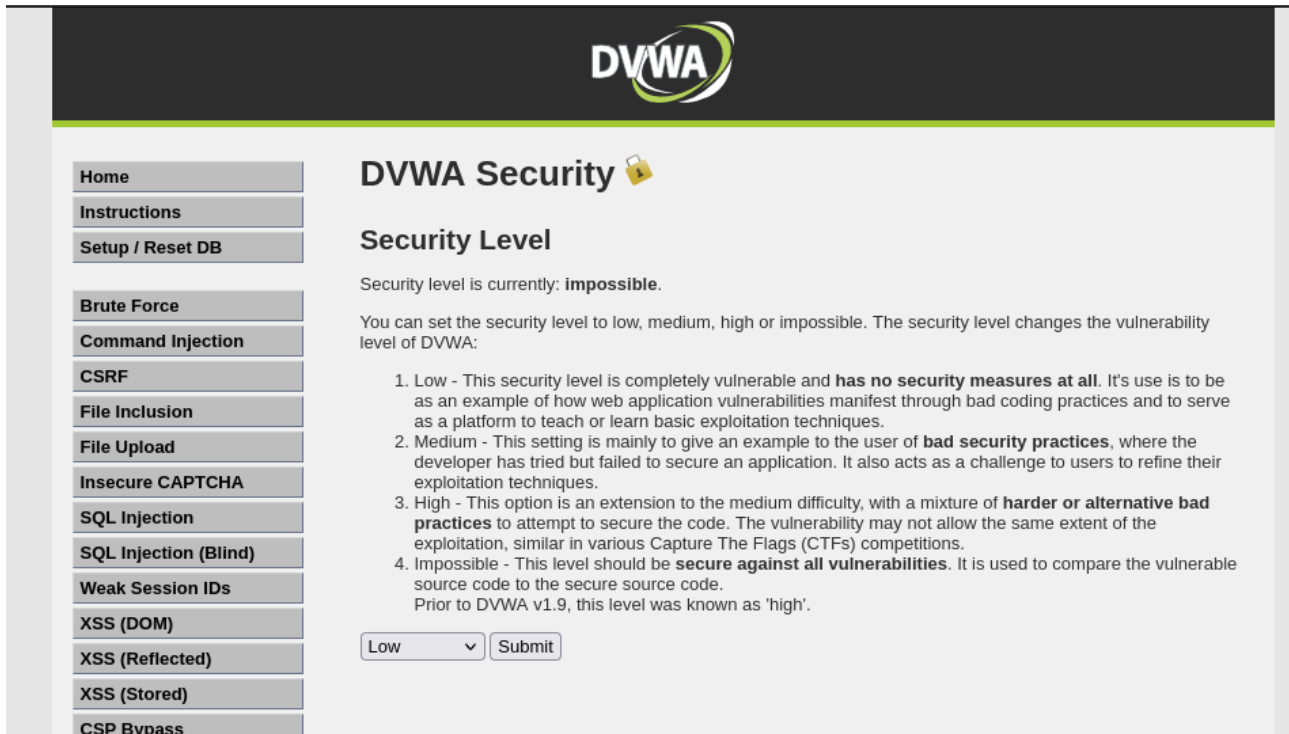 DVWA
Home
Instructions
Setup / Reset DB
Brute Force
Command Injection
CSRF
File Inclusion
File Upload
Insecure CAPTCHA
SQL Injection
SQL Injection (Blind)
Weak Session IDs
XSS (DOM)
XSS (Reflected)
XSS (Stored)
CSP Bypass
DVWA Security
Security Level
Security level is currently: impossible.
You can set the security level to low, medium, high or impossible. The security level changes the vulnerability
level of DVWA:
1. Low - This security level is completely vulnerable and has no security measures at all. It's use is to be
as an example of how web application vulnerabilities manifest through bad coding practices and to serve
as a platform to teach or learn basic exploitation techniques.
2. Medium - This setting is mainly to give an example to the user of bad security practices, where the
developer has tried but failed to secure an application. It also acts as a challenge to users to refine their
exploitation techniques.
3. High - This option is an extension to the medium difficulty, with a mixture of harder or alternative bad
practices to attempt to secure the code. The vulnerability may not allow the same extent of the
exploitation, similar in various Capture The Flags (CTFs) competitions.
4. Impossible - This level should be secure against all vulnerabilities. It is used to compare the vulnerable
source code to the secure source code.
Prior to DVWA v1.9, this level was known as 'high'.
Low Submit